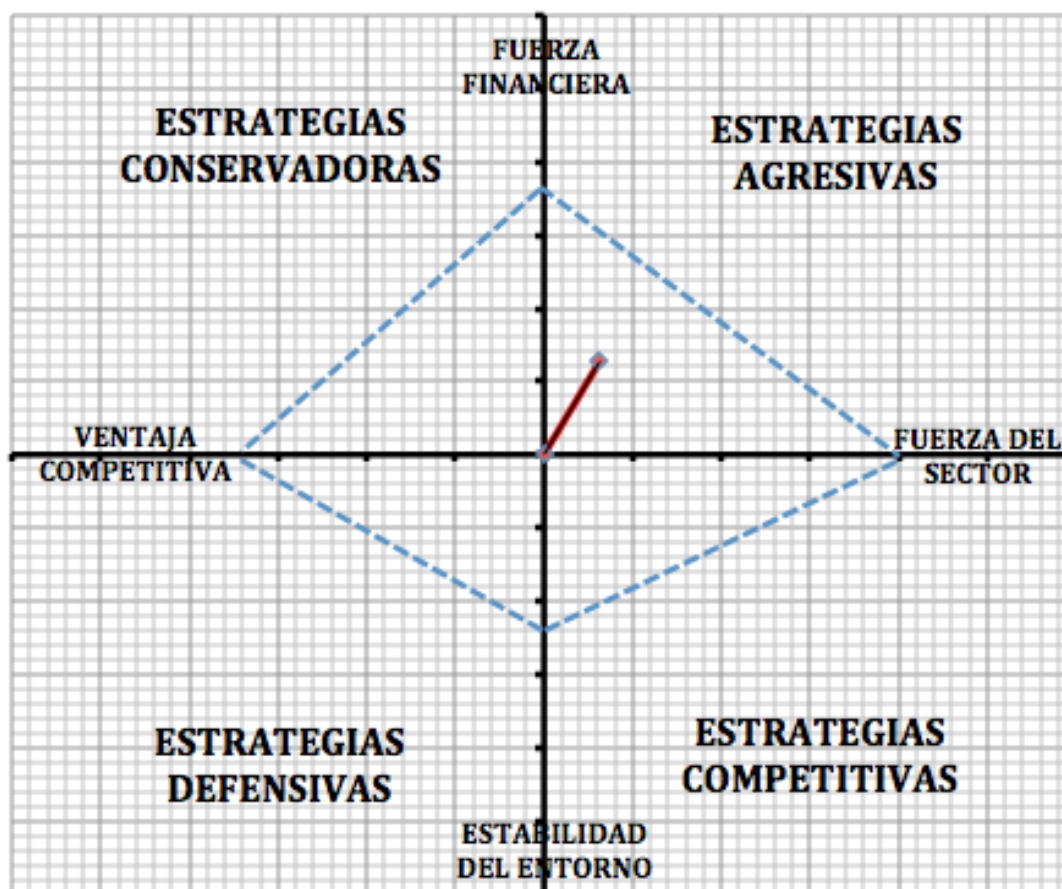 FUERZA
FINANCIERA
ESTRATEGIAS
CONSERVADORAS
ESTRATEGIAS
AGRESIVAS
VENTAJA
COMPETITIVA
FUERZA DEL
SECTOR
ESTRATEGIAS
DEFENSIVAS
ESTRATEGIAS
COMPETITIVAS
ESTABILIDAD
DEL ENTORNO